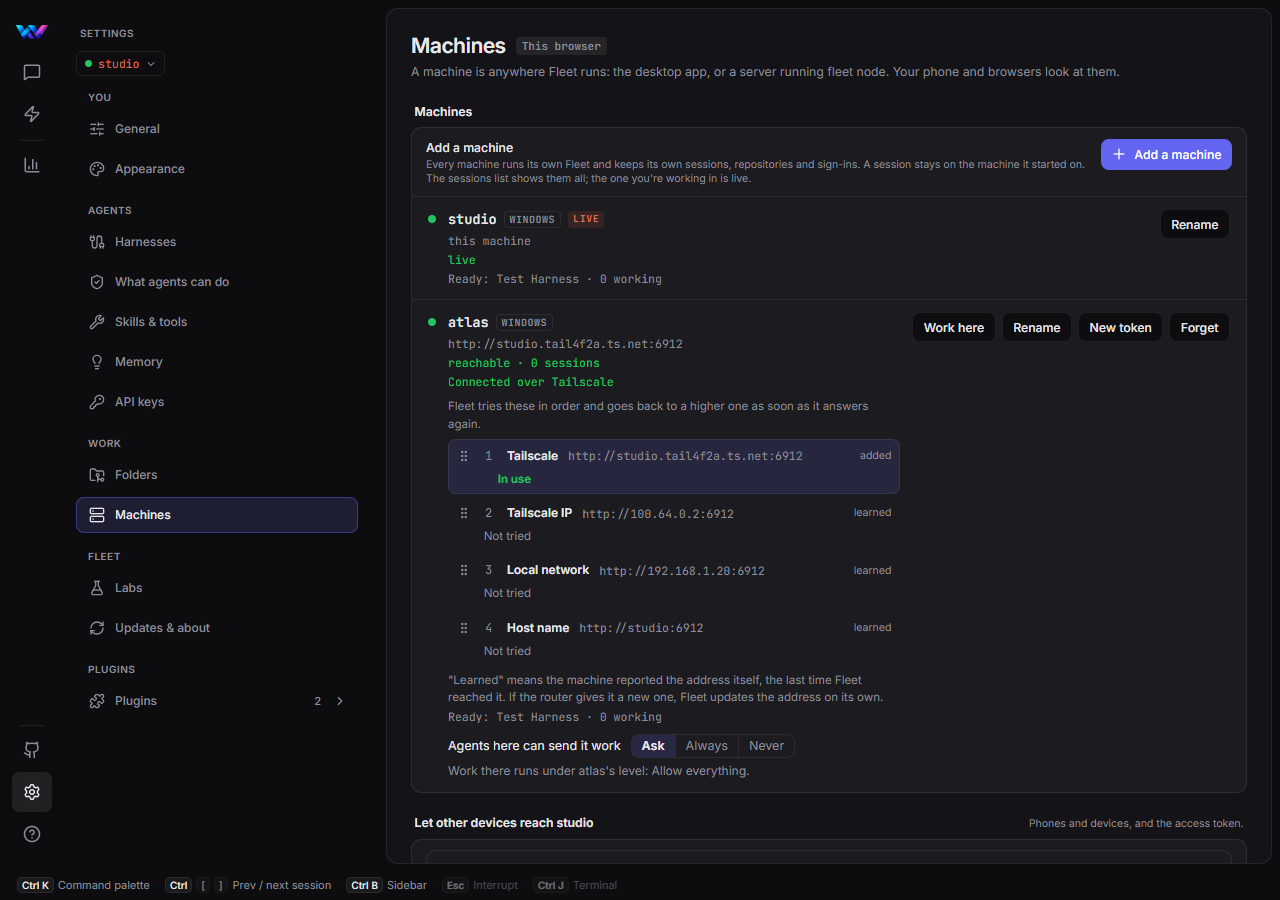 SETTINGS
studio
YOU
General
Appearance
AGENTS
Harnesses
What agents can do
Skills & tools
Memory
API keys
WORK
Folders
Machines
FLEET
Labs
Updates & about
PLUGINS
Plugins 2
Machines This browser
A machine is anywhere Fleet runs: the desktop app, or a server running fleet node. Your phone and browsers look at them.
Machines
Add a machine
Every machine runs its own Fleet and keeps its own sessions, repositories and sign-ins. A session stays on the machine it started on.
The sessions list shows them all; the one you're working in is live.
Add a machine
studio WINDOWS LIVE
this machine
live
Ready: Test Harness · 0 working
Rename
atlas WINDOWS
Work here Rename New token Forget
http://studio.tail4f2a.ts.net:6912
reachable · 0 sessions
Connected over Tailscale
Fleet tries these in order and goes back to a higher one as soon as it answers
again.
1 Tailscale http://studio.tail4f2a.ts.net:6912 added
In use
2 Tailscale IP http://100.64.0.2:6912 learned
Not tried
3 Local network http://192.168.1.20:6912 learned
Not tried
4 Host name http://studio:6912 learned
Not tried
"Learned" means the machine reported the address itself, the last time Fleet
reached it. If the router gives it a new one, Fleet updates the address on its own.
Ready: Test Harness · 0 working
Agents here can send it work Ask Always Never
Work there runs under atlas's level: Allow everything.
Let other devices reach studio
Phones and devices, and the access token.
Ctrl K Command palette · Ctrl [ ] Prev / next session · Ctrl B Sidebar · Esc Interrupt · Ctrl J Terminal